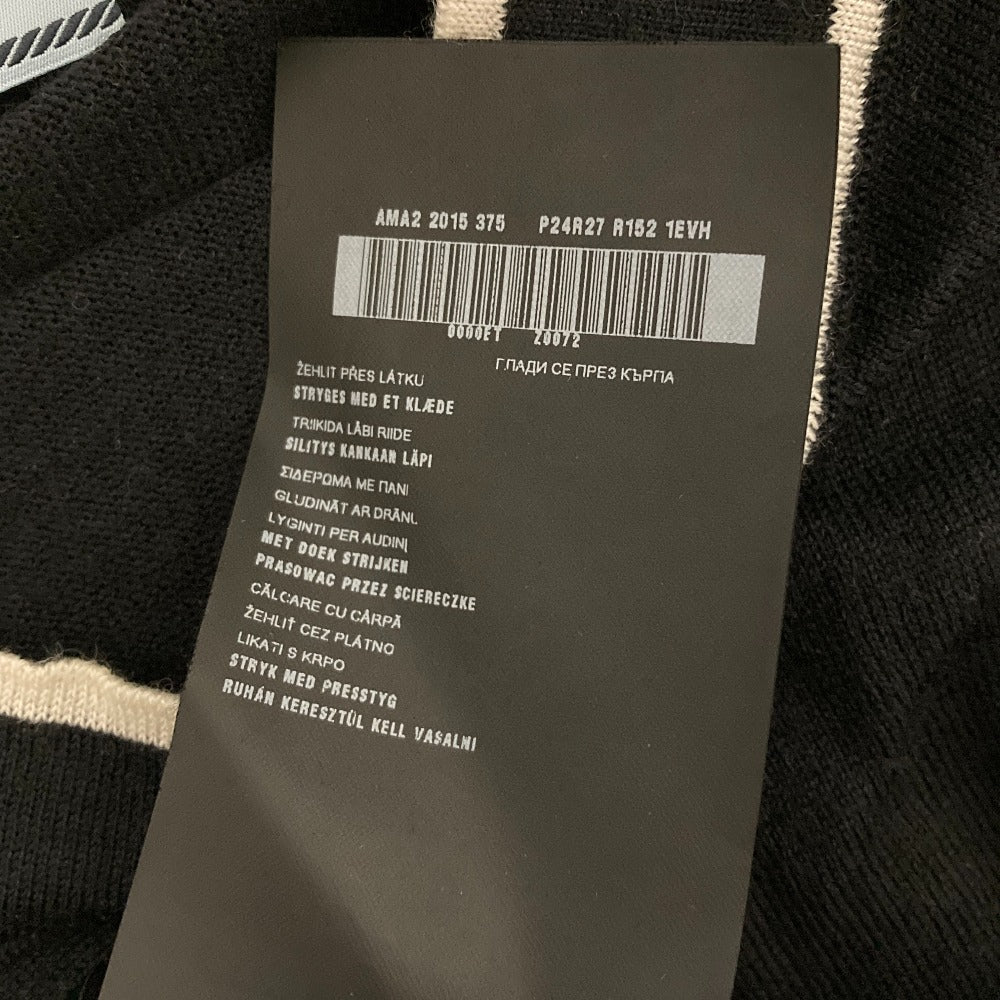 AMA2 2015 375 P24R27 R152 1EVH
0000ET Z0072
ГЛАДИ СЕ ПРЕЗ КЪРПА
ŽEHLIT PŘES LÁTKU
STRYGES MED ET KLÆDE
TRIIKIDA LÄBI RIIDE
SILITYS KANKAAN LÄPI
ΣΙΔΕΡΩΜΑ ΜΕ ΠΑΝΙ
GLUDINĀT AR DRĀNU
LYGINTI PER AUDINĮ
MET DOEK STRIJKEN
PRASOWAC PRZEZ SCIERECZKE
CĂLCARE CU CÂRPĂ
ŽEHLIŤ CEZ PLÁTNO
LIKATI S KRPO
STRYK MED PRESSTYG
RUHÁN KERESZTÜL KELL VASALNI